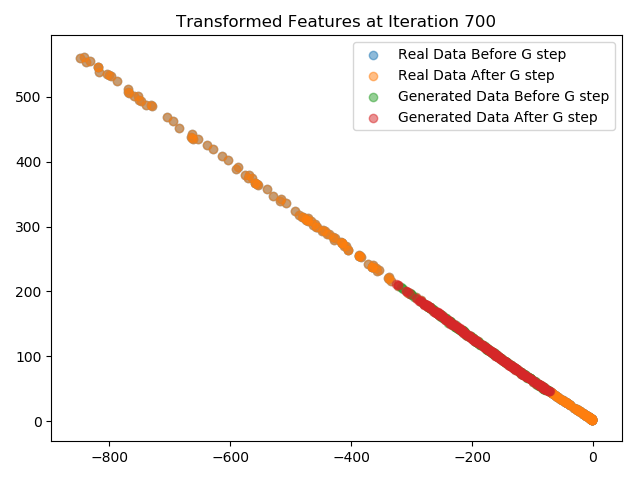 Transformed Features at Iteration 700
Real Data Before G step
Real Data After G step
Generated Data Before G step
Generated Data After G step
500
400
300
200
100
0
−800
−600
−400
−200
0